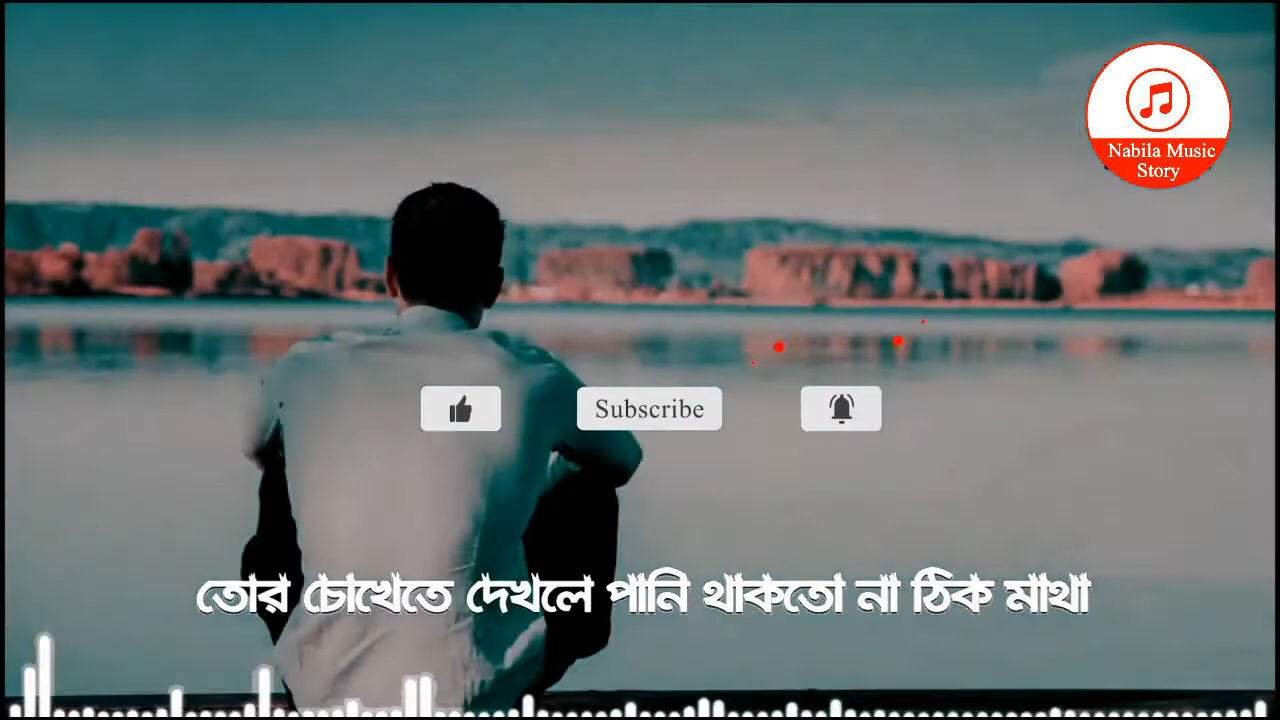 Nabila Music
Story
Subscribe
তোর চোখেতে দেখলে পানি থাকতো না ঠিক মাথা